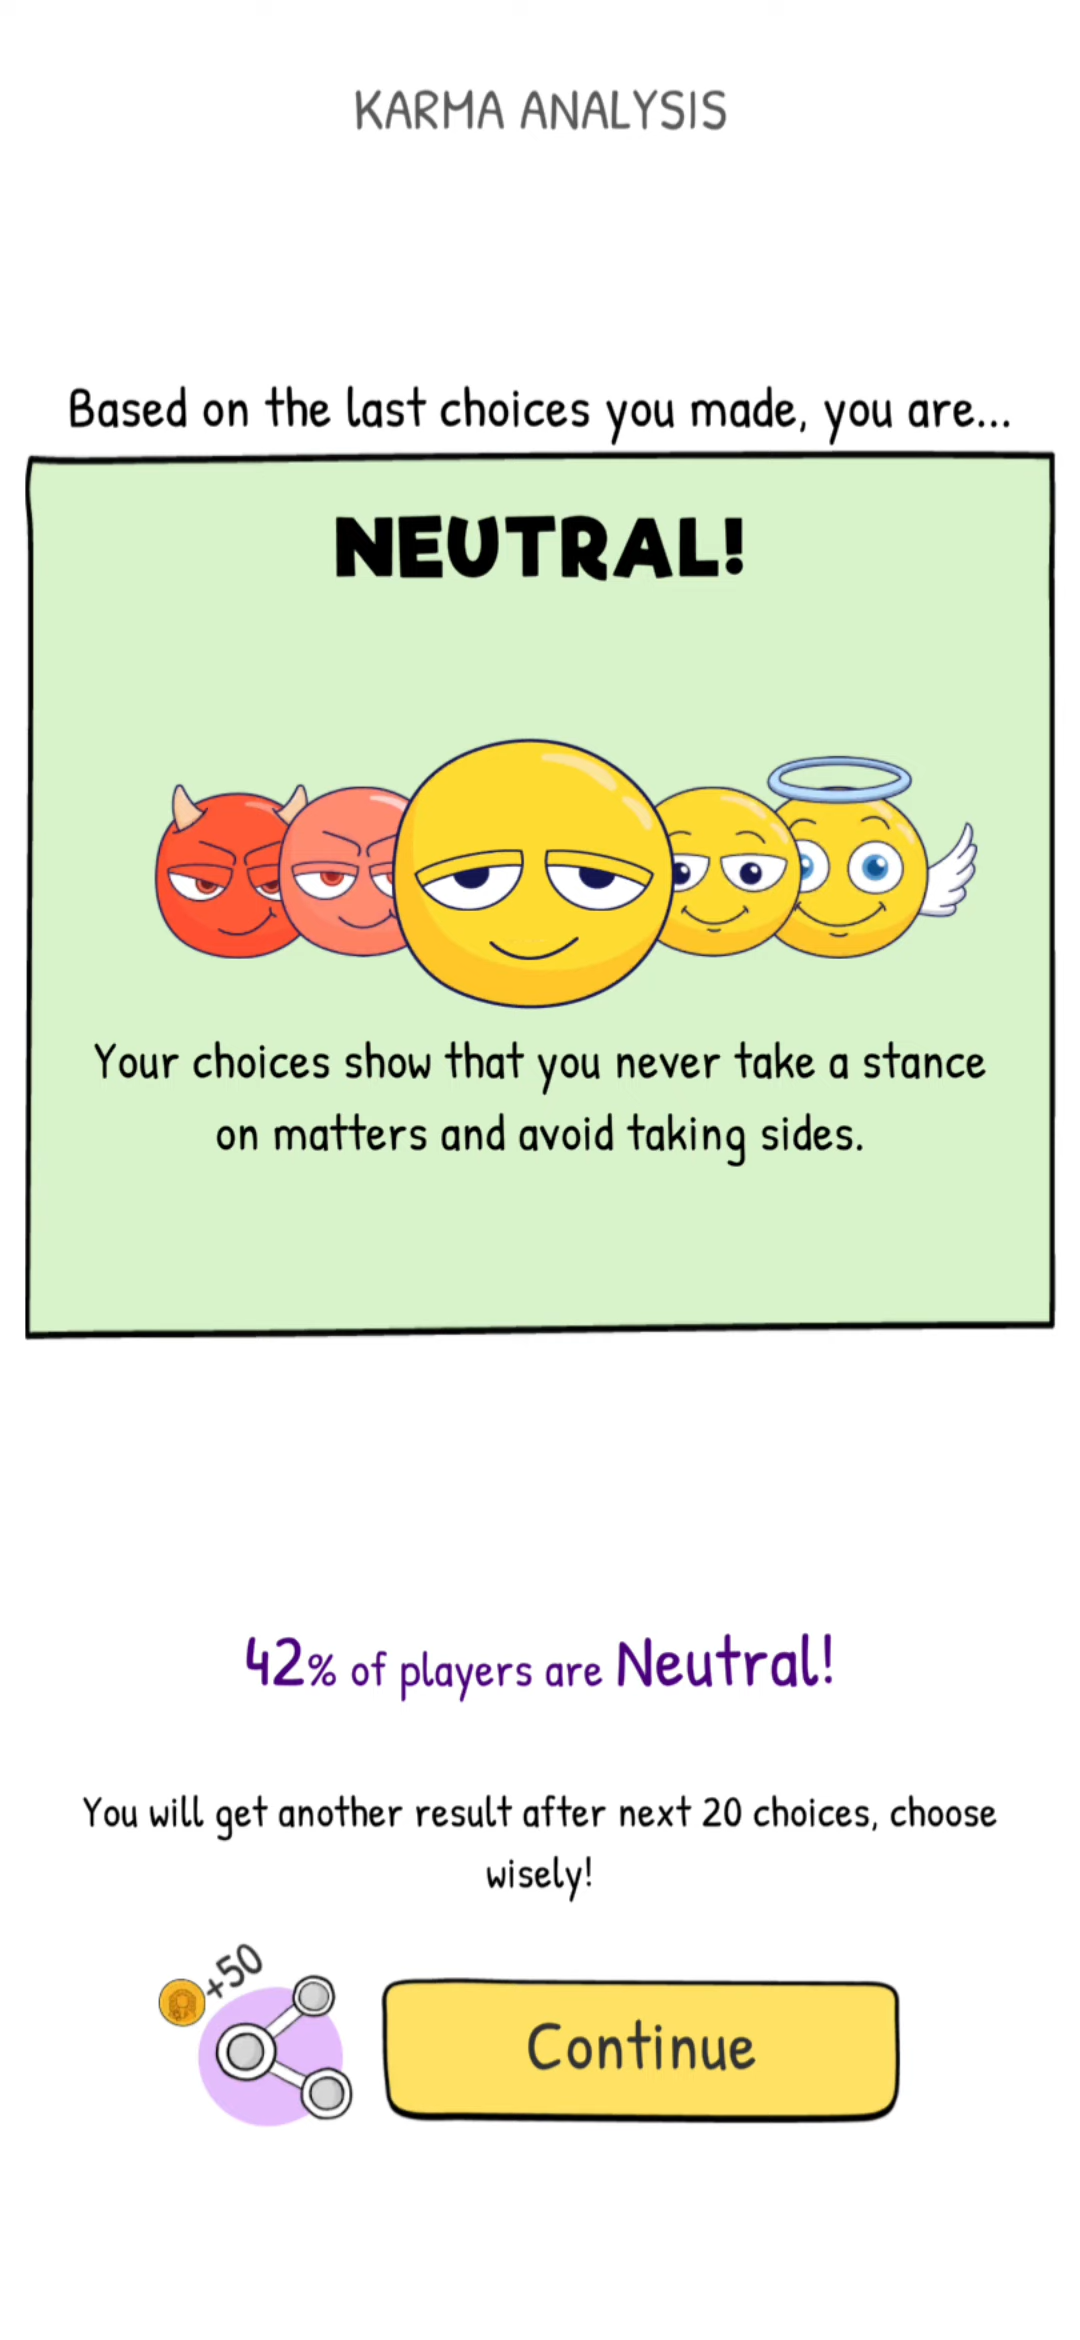 KARMA ANALYSIS
Based on the last choices you made, you are...
NEUTRAL!
Your choices show that you never take a stance
on matters and avoid taking sides.
42% of players are Neutral!
You will get another result after next 20 choices, choose
wisely!
+50
Continue